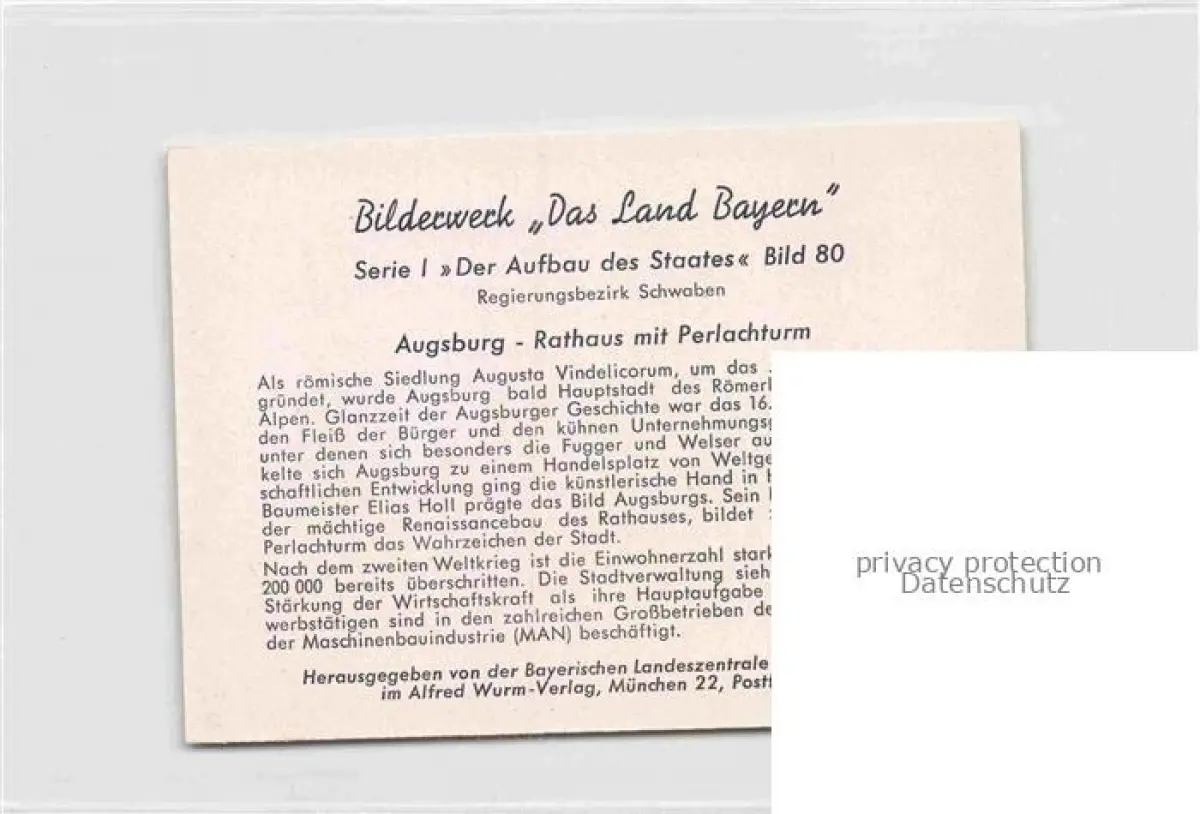 Bilderwerk „Das Land Bayern"
Serie I »Der Aufbau des Staates« Bild 80
Regierungsbezirk Schwaben
Augsburg - Rathaus mit Perlachturm
Als römische Siedlung Augusta Vindelicorum, um das
gründet, wurde Augsburg bald Hauptstadt des
Alpen. Glanzzeit der Augsburger Geschichte war das 16.
den Fleiß der Bürger und den kühnen
unter denen sich besonders die Fugger und Welser
kelte sich Augsburg zu einem Handelsplatz von
schaftlichen Entwicklung ging die künstlerische Hand in
Baumeister Elias Holl prägte das Bild Augsburgs. Sein
der mächtige Renaissancebau des Rathauses, bildet
Perlachturm das Wahrzeichen der Stadt.
Nach dem zweiten Weltkrieg ist die Einwohnerzahl
200 000 bereits überschritten. Die Stadtverwaltung
Stärkung der Wirtschaftskraft als ihre Hauptaufgabe
werbstätigen sind in den zahlreichen Großbetrieben
der Maschinenbauindustrie (MAN) beschäftigt.
Herausgegeben von der Bayerischen Landeszentrale
im Alfred Wurm-Verlag, München 22,
privacy protection
Datenschutz